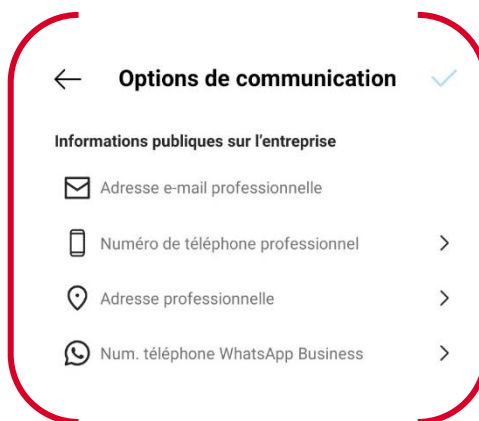 Options de communication
Informations publiques sur l'entreprise
Adresse e-mail professionnelle
Numéro de téléphone professionnel
Adresse professionnelle
Num. téléphone WhatsApp Business